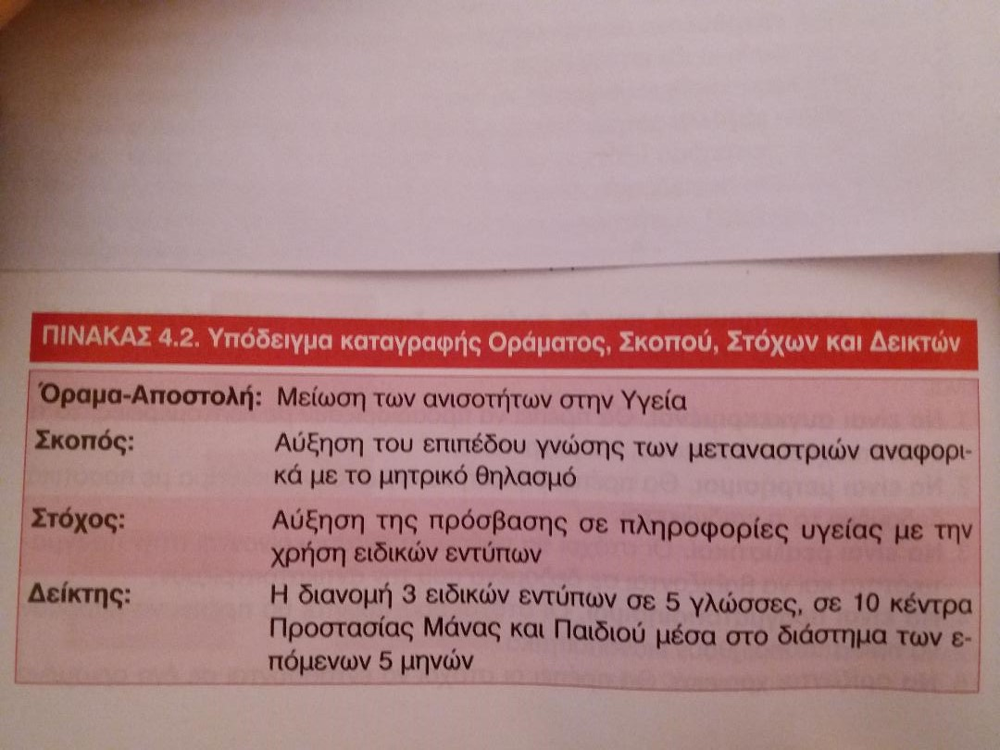 ΠΙΝΑΚΑΣ 4.2. Υπόδειγμα καταγραφής Οράματος, Σκοπού, Στόχων και Δεικτών
Όραμα-Αποστολή: Μείωση των ανισοτήτων στην Υγεία
Σκοπός: Αύξηση του επιπέδου γνώσης των μεταναστριών αναφορι-
κά με το μητρικό θηλασμό
Στόχος: Αύξηση της πρόσβασης σε πληροφορίες υγείας με την
χρήση ειδικών εντύπων
Δείκτης: Η διανομή 3 ειδικών εντύπων σε 5 γλώσσες, σε 10 κέντρα
Προστασίας Μάνας και Παιδιού μέσα στο διάστημα των ε-
πόμενων 5 μηνών